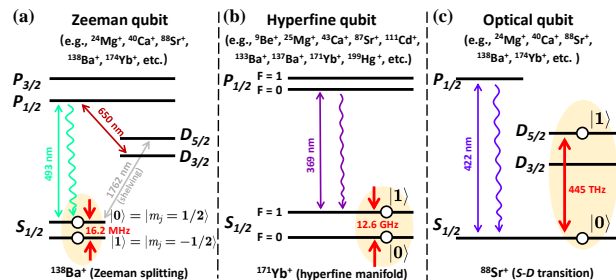 (a) Zeeman qubit
(e.g., ²⁴Mg⁺, ⁴⁰Ca⁺, ⁸⁸Sr⁺,
¹³⁸Ba⁺, ¹⁷⁴Yb⁺, etc.)
P3/2
P1/2
650 nm
493 nm
D5/2
D3/2
1762 nm
(shelving)
|0⟩ = |mⱼ = 1/2⟩
S1/2
16.2 MHz
|1⟩ = |mⱼ = −1/2⟩
¹³⁸Ba⁺ (Zeeman splitting)
(b) Hyperfine qubit
(e.g., ⁹Be⁺, ²⁵Mg⁺, ⁴³Ca⁺, ⁸⁷Sr⁺, ¹¹¹Cd⁺,
¹³³Ba⁺, ¹³⁷Ba⁺, ¹⁷¹Yb⁺, ¹⁹⁹Hg⁺, etc.)
P1/2
F = 1
F = 0
369 nm
|1⟩
F = 1
S1/2
12.6 GHz
F = 0
|0⟩
¹⁷¹Yb⁺ (hyperfine manifold)
(c) Optical qubit
(e.g., ²⁴Mg⁺, ⁴⁰Ca⁺, ⁸⁸Sr⁺,
¹³⁸Ba⁺, ¹⁷⁴Yb⁺, etc. )
P1/2
|1⟩
D5/2
D3/2
422 nm
445 THz
|0⟩
S1/2
⁸⁸Sr⁺ (S-D transition)